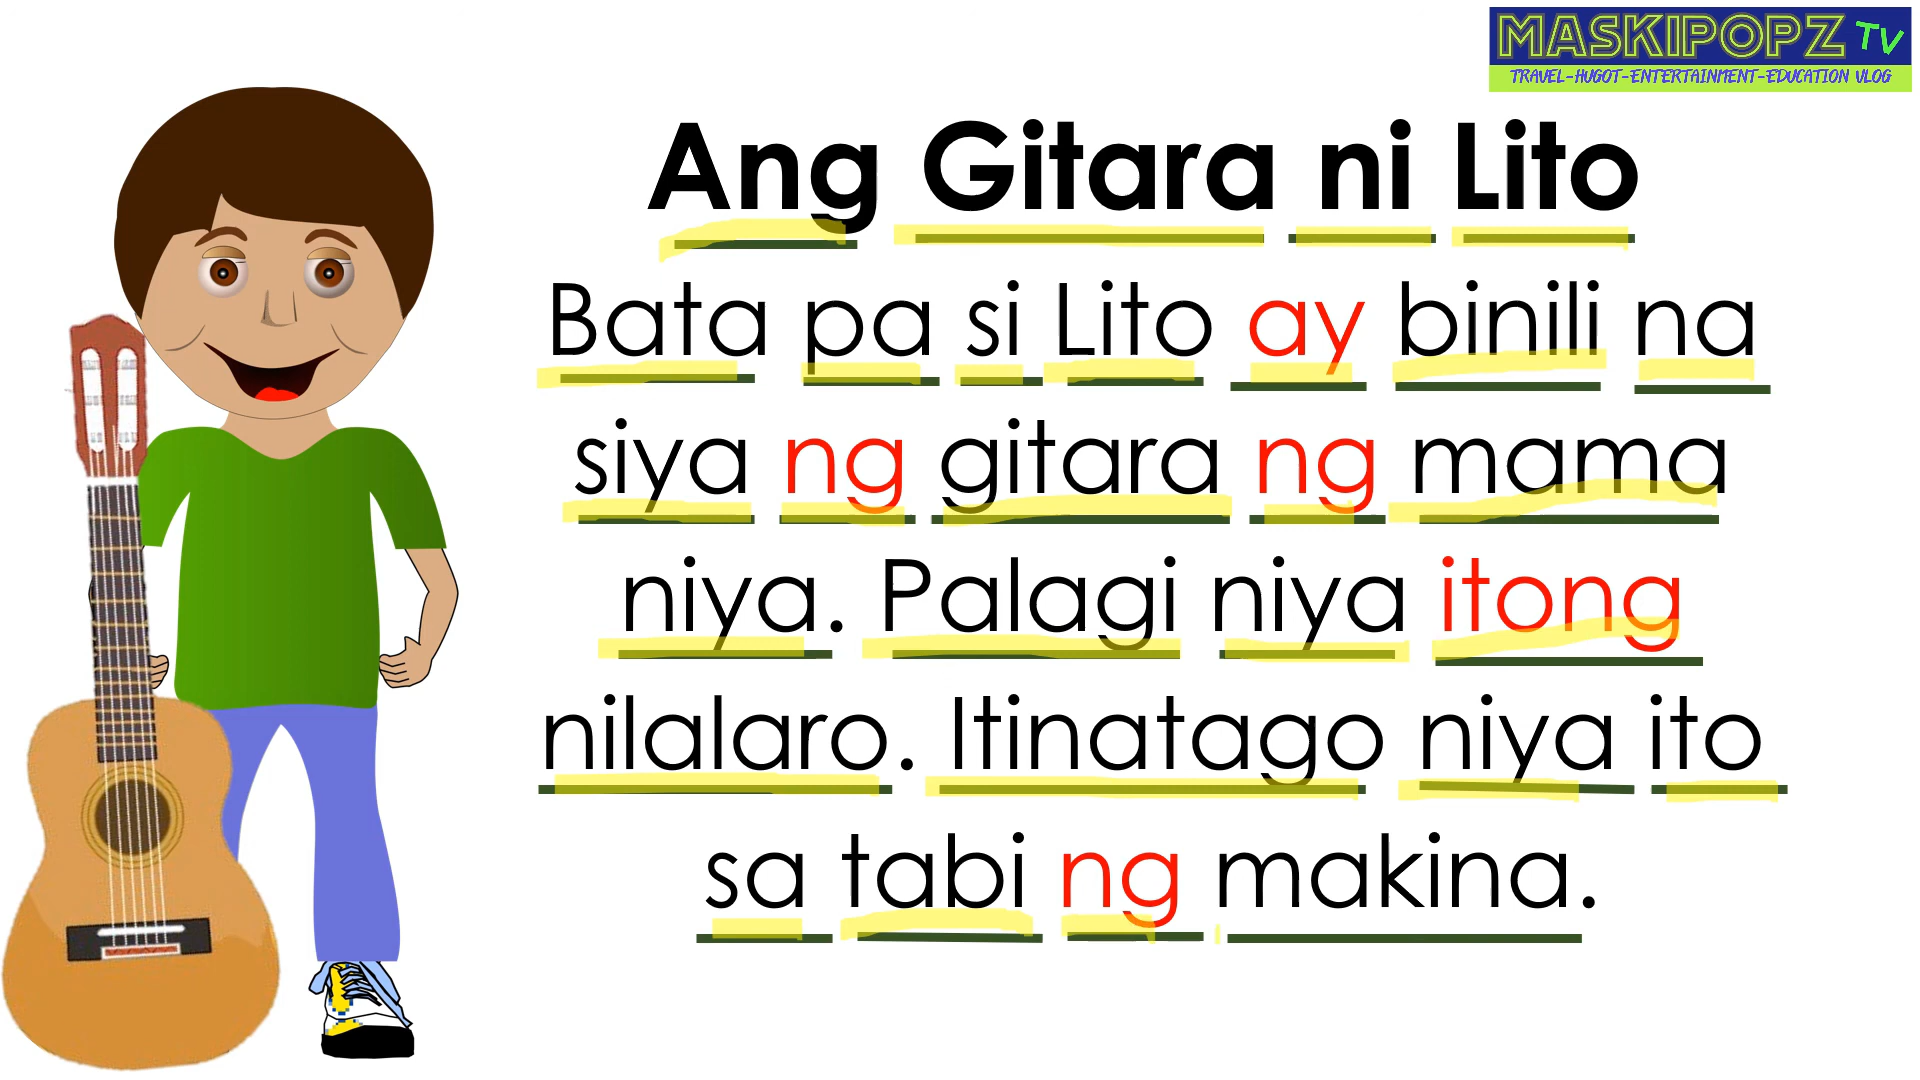 MASKIPOPZ TV
TRAVEL-HUGOT-ENTERTAINMENT-EDUCATION VLOG
Ang Gitara ni Lito
Bata pa si Lito ay binili na
siya ng gitara ng mama
niya. Palagi niya itong
nilalaro. Itinatago niya ito
sa tabi ng makina.